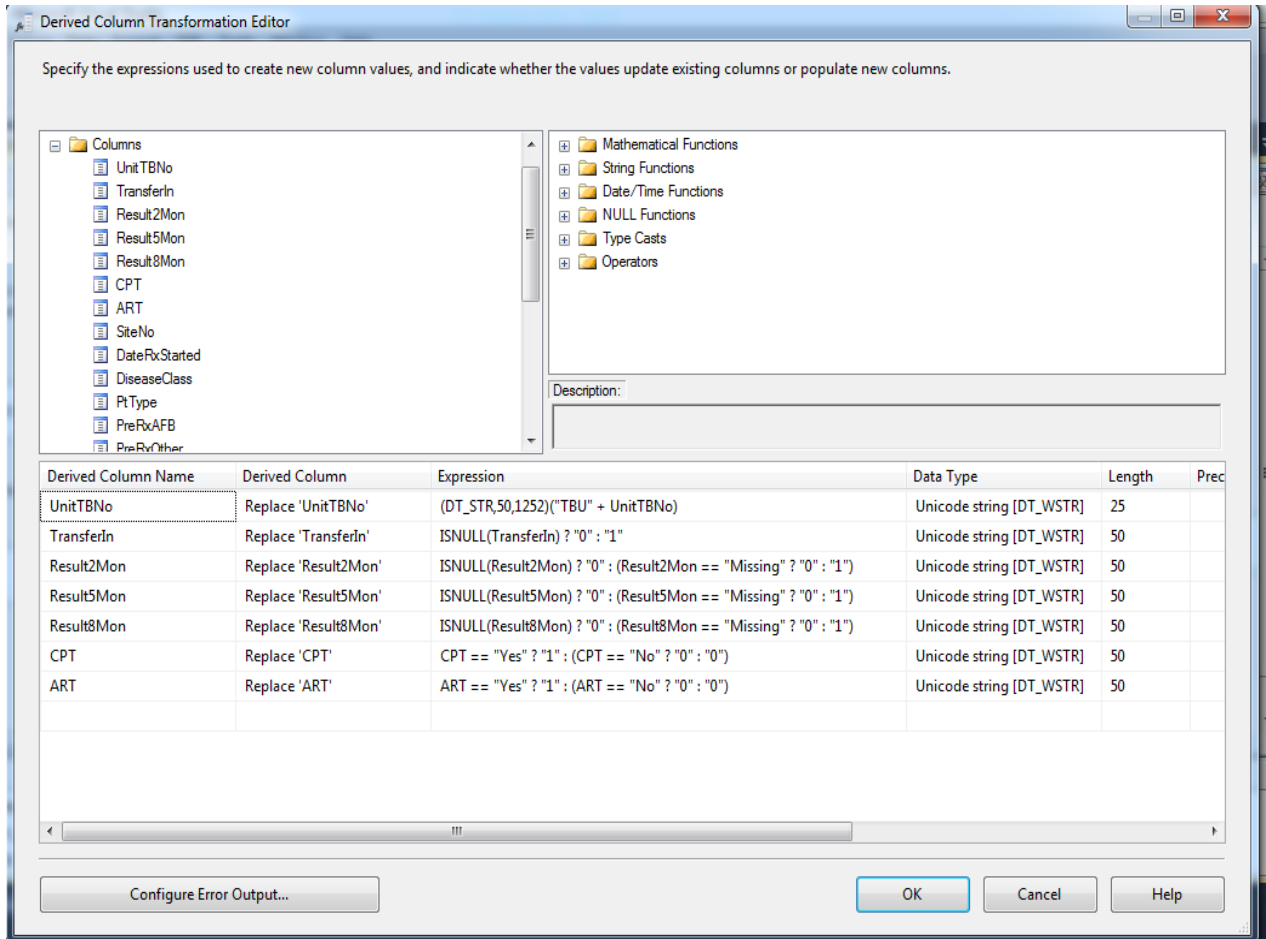 Derived Column Transformation Editor
Specify the expressions used to create new column values, and indicate whether the values update existing columns or populate new columns.
Columns
UnitTBNo
TransferIn
Result2Mon
Result5Mon
Result8Mon
CPT
ART
SiteNo
DateRxStarted
DiseaseClass
PtType
PreRxAFB
PreRxOther
Mathematical Functions
String Functions
Date/Time Functions
NULL Functions
Type Casts
Operators
Description:
Derived Column Name Derived Column Expression Data Type Length Prec
UnitTBNo Replace 'UnitTBNo' (DT_STR,50,1252)("TBU" + UnitTBNo) Unicode string [DT_WSTR] 25
TransferIn Replace 'TransferIn' ISNULL(TransferIn) ? "0" : "1" Unicode string [DT_WSTR] 50
Result2Mon Replace 'Result2Mon' ISNULL(Result2Mon) ? "0" : (Result2Mon == "Missing" ? "0" : "1") Unicode string [DT_WSTR] 50
Result5Mon Replace 'Result5Mon' ISNULL(Result5Mon) ? "0" : (Result5Mon == "Missing" ? "0" : "1") Unicode string [DT_WSTR] 50
Result8Mon Replace 'Result8Mon' ISNULL(Result8Mon) ? "0" : (Result8Mon == "Missing" ? "0" : "1") Unicode string [DT_WSTR] 50
CPT Replace 'CPT' CPT == "Yes" ? "1" : (CPT == "No" ? "0" : "0") Unicode string [DT_WSTR] 50
ART Replace 'ART' ART == "Yes" ? "1" : (ART == "No" ? "0" : "0") Unicode string [DT_WSTR] 50
Configure Error Output... OK Cancel Help